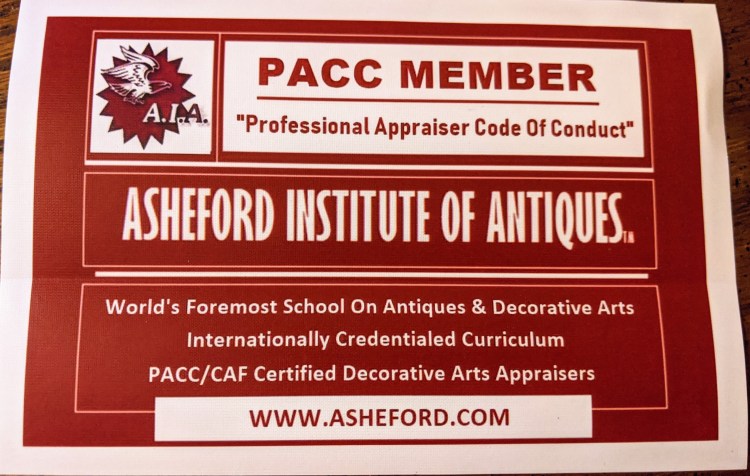 A.I.A.
PACC MEMBER
"Professional Appraiser Code Of Conduct"
ASHEFORD INSTITUTE OF ANTIQUES TM
World's Foremost School On Antiques & Decorative Arts
Internationally Credentialed Curriculum
PACC/CAF Certified Decorative Arts Appraisers
WWW.ASHEFORD.COM